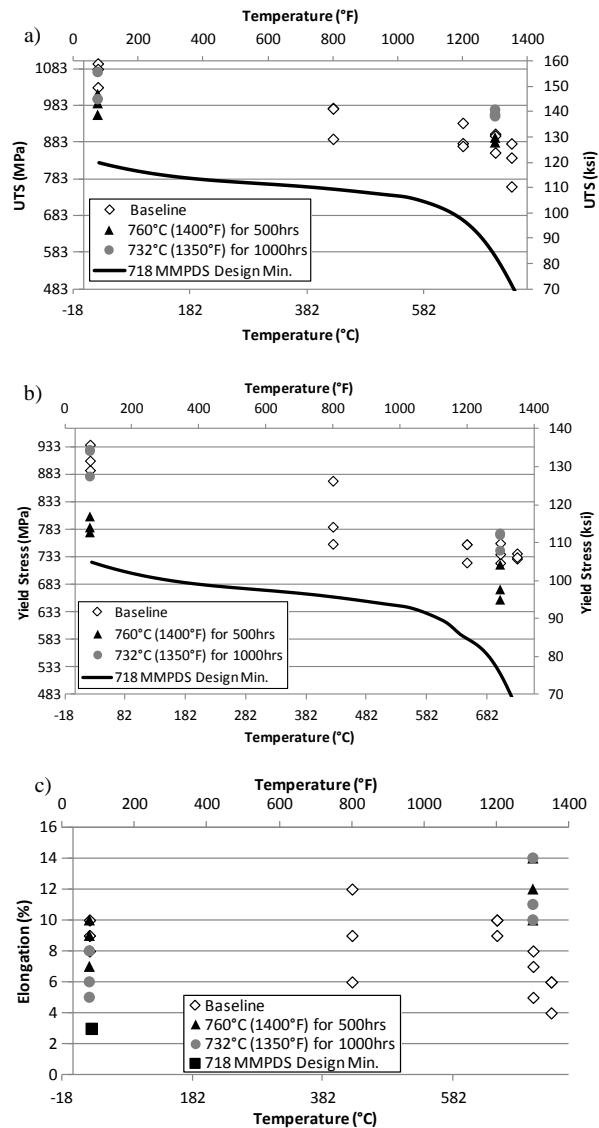 Temperature (°F)
0 200 400 600 800 1000 1200 1400
a)
1083 160
983 150
883 140
783 130
683 120
583 110
483 100
90
80
70
UTS (MPa)
UTS (ksi)
Baseline
760°C (1400°F) for 500hrs
732°C (1350°F) for 1000hrs
718 MMPDS Design Min.
-18 182 382 582
Temperature (°C)
b)
Temperature (°F)
0 200 400 600 800 1000 1200 1400
933 140
883 130
833 120
783 110
733 100
683 90
633 80
583 70
533
483
Yield Stress (MPa)
Yield Stress (ksi)
Baseline
760°C (1400°F) for 500hrs
732°C (1350°F) for 1000hrs
718 MMPDS Design Min.
-18 82 182 282 382 482 582 682
Temperature (°C)
c)
Temperature (°F)
0 200 400 600 800 1000 1200 1400
16
14
12
10
8
6
4
2
0
Elongation (%)
Baseline
760°C (1400°F) for 500hrs
732°C (1350°F) for 1000hrs
718 MMPDS Design Min.
-18 182 382 582
Temperature (°C)